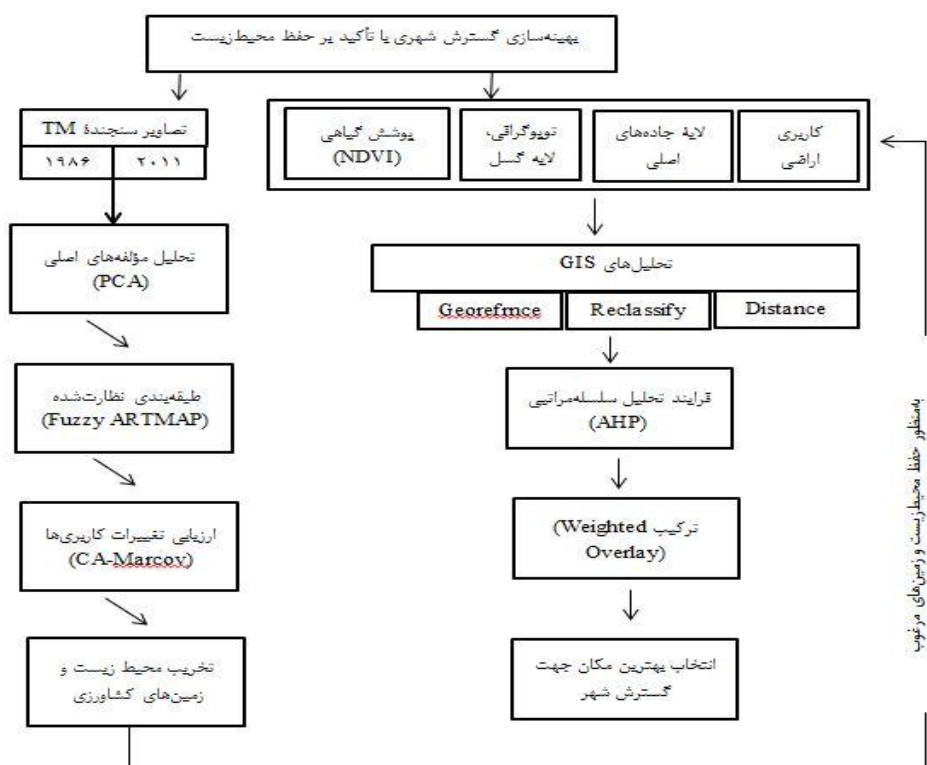 بهینه‌سازی گسترش شهری با تأکید بر حفظ محیط‌زیست
کاربری
اراضی
لایهٔ جاده‌های
اصلی
توپوگرافی،
لایه گسل
پوشش گیاهی
(NDVI)
تصاویر سنجندهٔ TM
۱۹۸۶
۲۰۱۱
تحلیل مؤلفه‌های اصلی
(PCA)
طبقه‌بندی نظارت‌شده
(Fuzzy ARTMAP)
ارزیابی تغییرات کاربری‌ها
(CA-Marcov)
تخریب محیط زیست و
زمین‌های کشاورزی
تحلیل‌های GIS
Georefrnce
Reclassify
Distance
فرایند تحلیل سلسله‌مراتبی
(AHP)
ترکیب (Weighted
Overlay)
انتخاب بهترین مکان جهت
گسترش شهر
به‌منظور حفظ محیط‌زیست و زمین‌های مرغوب